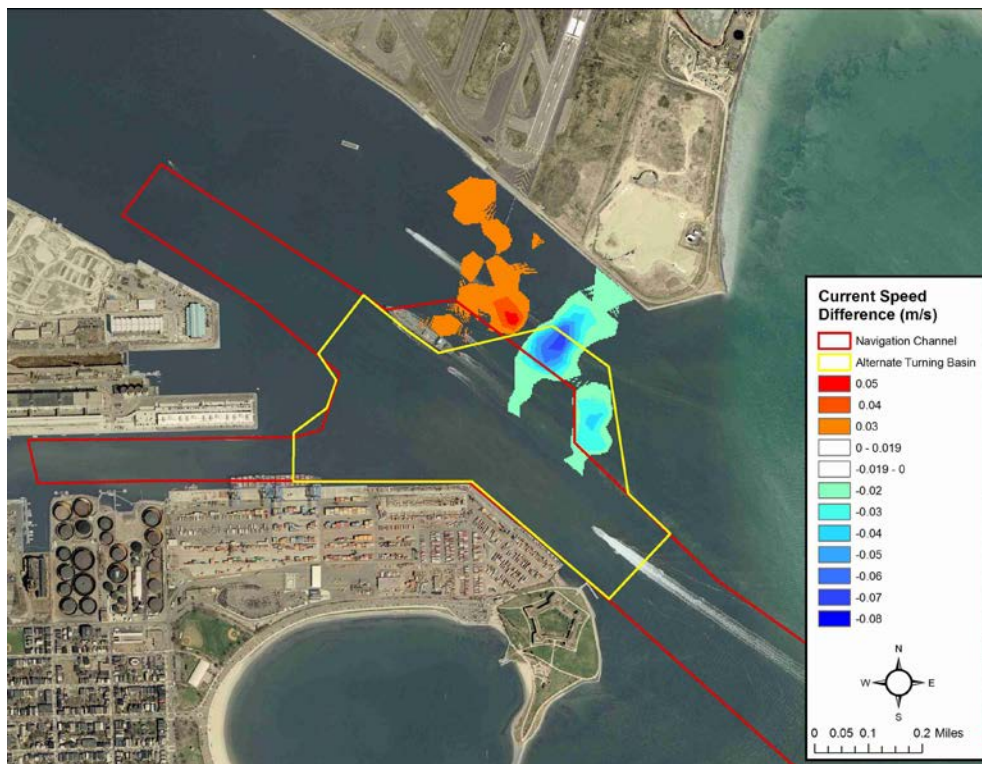 Current Speed
Difference (m/s)
Navigation Channel
Alternate Turning Basin
0.05
0.04
0.03
0 - 0.019
-0.019 - 0
-0.02
-0.03
-0.04
-0.05
-0.06
-0.07
-0.08
N
W E
S
0 0.05 0.1 0.2 Miles